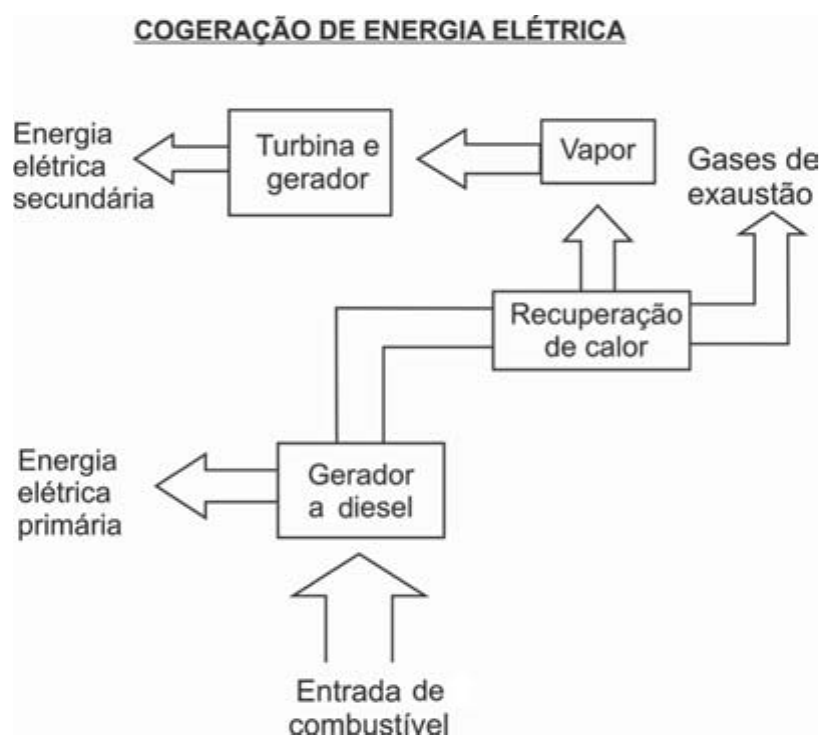 COGERAÇÃO DE ENERGIA ELÉTRICA
Energia
elétrica
secundária
Turbina e
gerador
Vapor
Gases de
exaustão
Recuperação
de calor
Energia
elétrica
primária
Gerador
a diesel
Entrada de
combustível